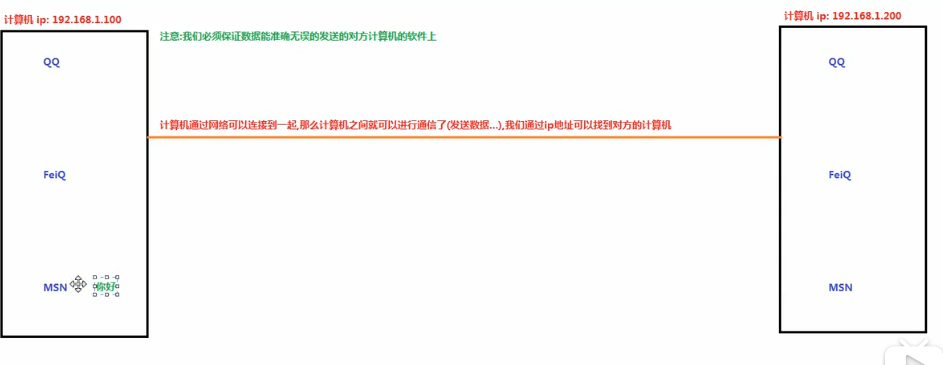 计算机 ip: 192.168.1.100
计算机 ip: 192.168.1.200
注意:我们必须保证数据能准确无误的发送的对方计算机的软件上
QQ
QQ
计算机通过网络可以连接到一起,那么计算机之间就可以进行通信了(发送数据...),我们通过ip地址可以找到对方的计算机
FeiQ
FeiQ
MSN
你好
MSN